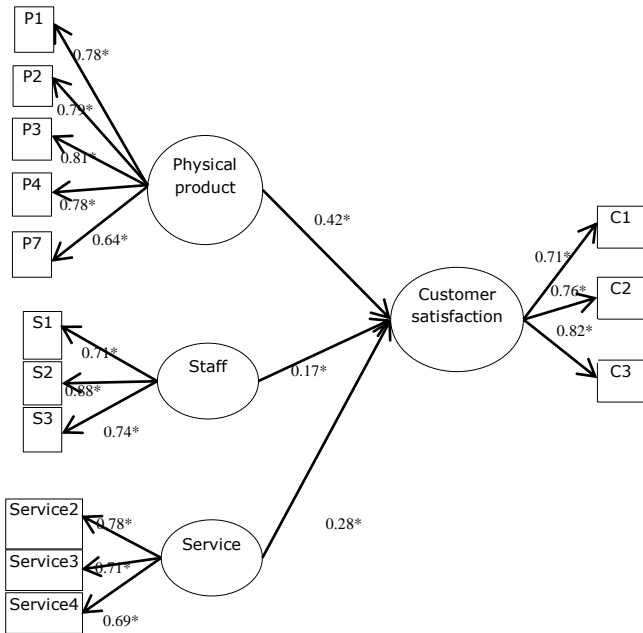 P1
0.78*
P2
0.79*
P3
0.81*
P4
0.78*
P7
0.64*
Physical
product
0.42*
S1
0.71*
S2
0.88*
S3
0.74*
Staff
0.17*
Service2
0.78*
Service3
0.71*
Service4
0.69*
Service
0.28*
Customer
satisfaction
C1
0.71*
C2
0.76*
0.82*
C3